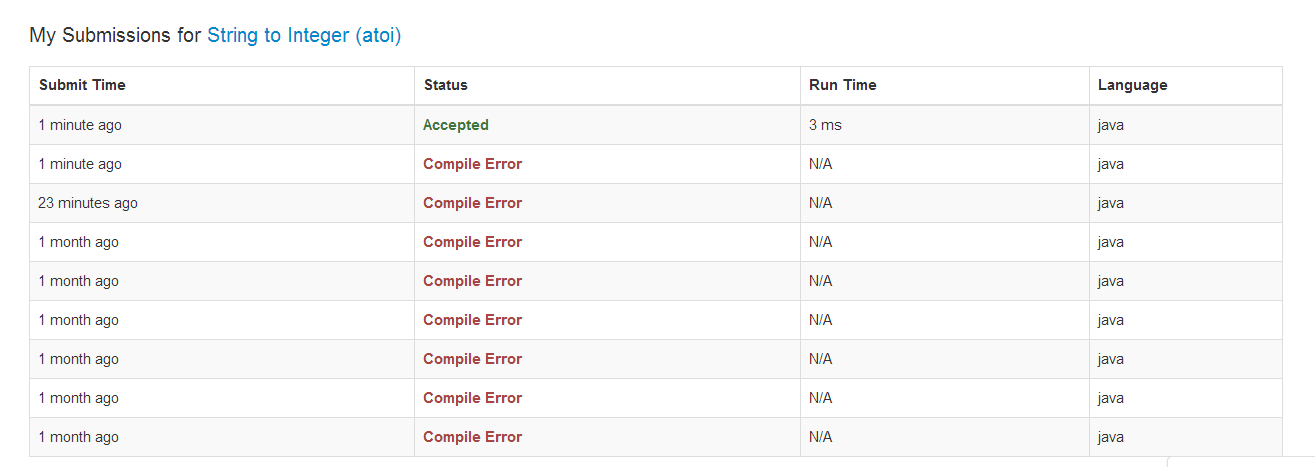 My Submissions for String to Integer (atoi)
Submit Time Status Run Time Language
1 minute ago Accepted 3 ms java
1 minute ago Compile Error N/A java
23 minutes ago Compile Error N/A java
1 month ago Compile Error N/A java
1 month ago Compile Error N/A java
1 month ago Compile Error N/A java
1 month ago Compile Error N/A java
1 month ago Compile Error N/A java
1 month ago Compile Error N/A java